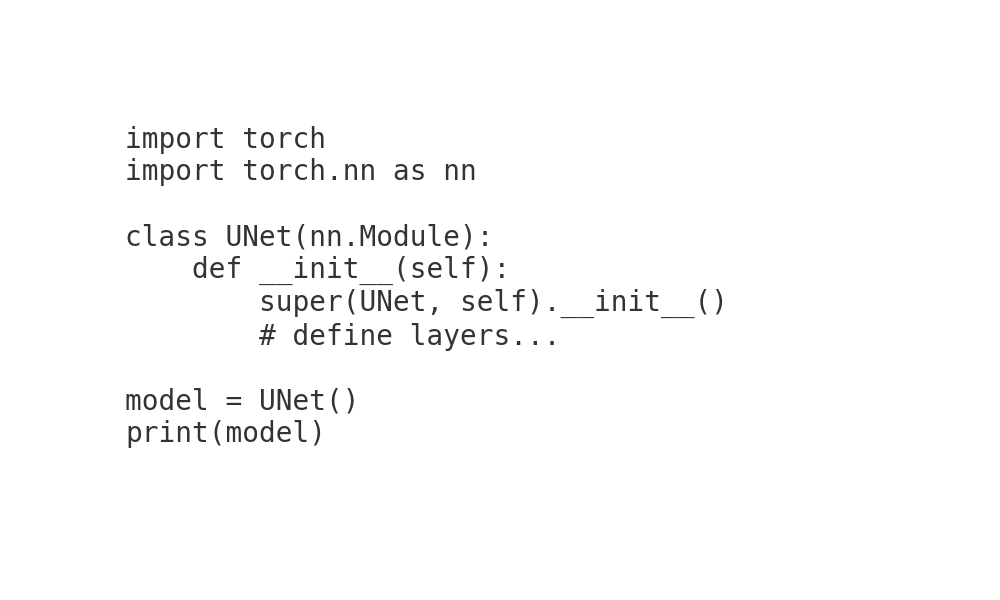 import torch
import torch.nn as nn

class UNet(nn.Module):
    def __init__(self):
        super(UNet, self).__init__()
        # define layers...

model = UNet()
print(model)